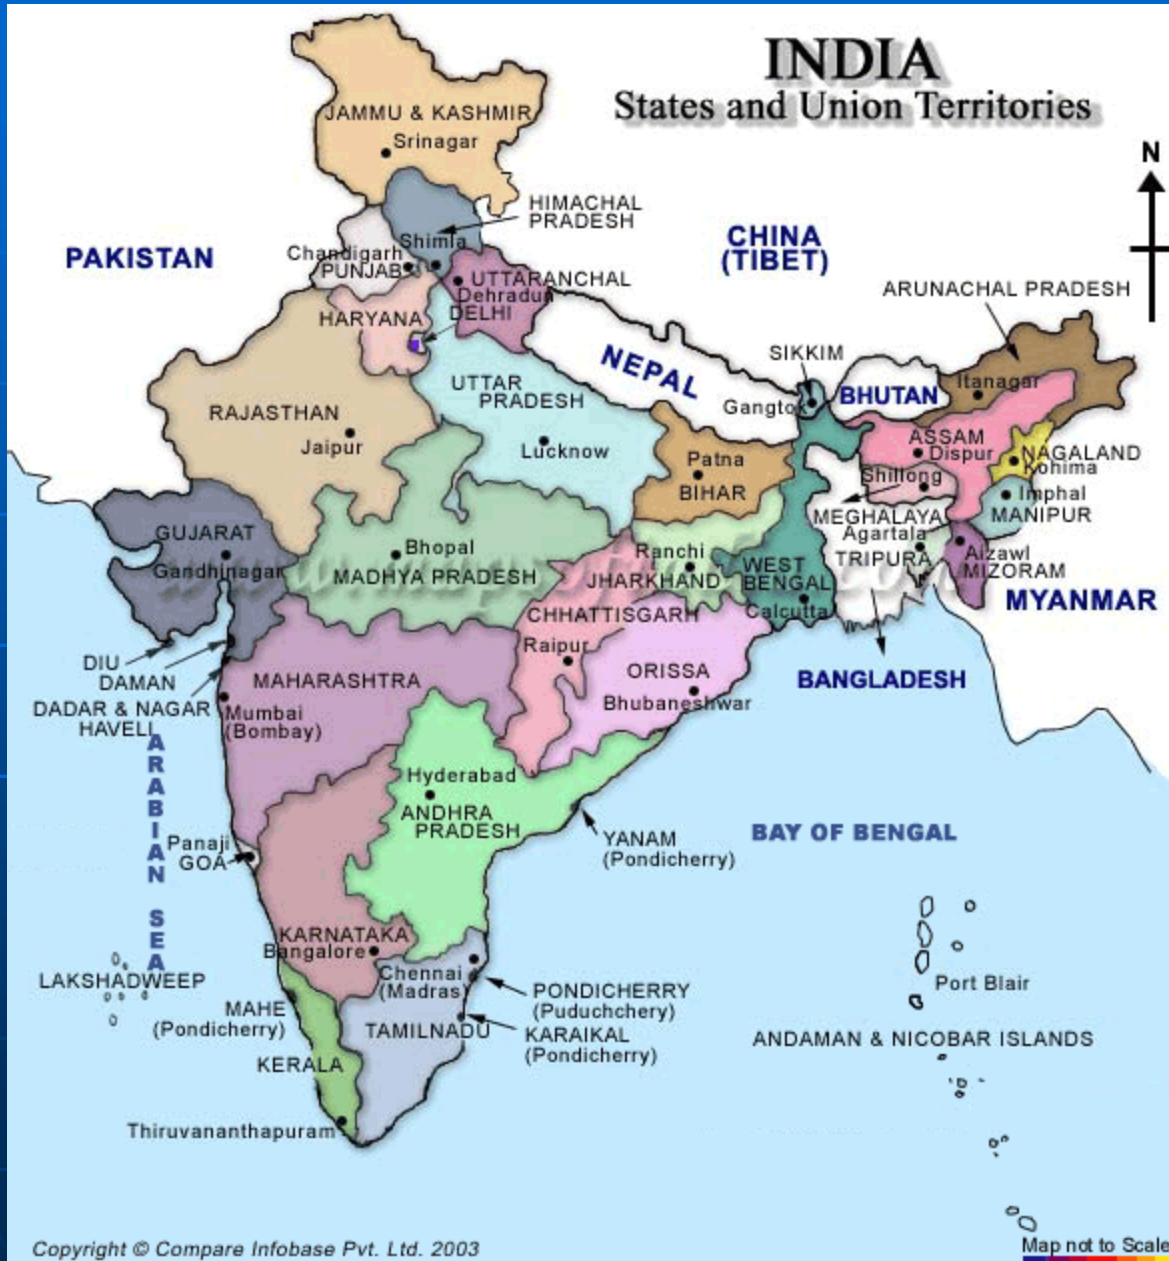 INDIA
States and Union Territories
N
JAMMU & KASHMIR
Srinagar
HIMACHAL
PRADESH
PAKISTAN
CHINA
(TIBET)
Shimla
Chandigarh
PUNJAB
UTTARANCHAL
Dehradun
DELHI
HARYANA
ARUNACHAL PRADESH
NEPAL
SIKKIM
Gangtok
BHUTAN
Itanagar
UTTAR
PRADESH
Lucknow
RAJASTHAN
Jaipur
Patna
BIHAR
ASSAM
Dispur
NAGALAND
Kohima
Shillong
MEGHALAYA
Imphal
MANIPUR
Agartala
TRIPURA
Aizawl
MIZORAM
MYANMAR
GUJARAT
Gandhinagar
Bhopal
MADHYA PRADESH
Ranchi
JHARKHAND
WEST
BENGAL
Calcutta
CHHATTISGARH
Raipur
ORISSA
Bhubaneshwar
BANGLADESH
DIU
DAMAN
DADAR & NAGAR
HAVELI
MAHARASHTRA
Mumbai
(Bombay)
ARABIAN SEA
Hyderabad
ANDHRA
PRADESH
YANAM
(Pondicherry)
BAY OF BENGAL
Panaji
GOA
KARNATAKA
Bangalore
LAKSHADWEEP
Chennai
(Madras)
PONDICHERRY
(Puduchchery)
MAHE
(Pondicherry)
TAMILNADU
KARAIKAL
(Pondicherry)
KERALA
Thiruvananthapuram
Port Blair
ANDAMAN & NICOBAR ISLANDS
Copyright © Compare Infobase Pvt. Ltd. 2003
Map not to Scale